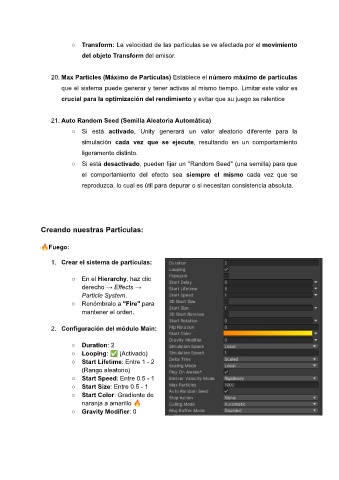 ○ Transform: La velocidad de las partículas se ve afectada por el movimiento
del objeto Transform del emisor.
20. Max Particles (Máximo de Partículas) Establece el número máximo de partículas
que el sistema puede generar y tener activas al mismo tiempo. Limitar este valor es
crucial para la optimización del rendimiento y evitar que su juego se ralentice
21. Auto Random Seed (Semilla Aleatoria Automática)
○ Si está activado, Unity generará un valor aleatorio diferente para la
simulación cada vez que se ejecute, resultando en un comportamiento
ligeramente distinto.
○ Si está desactivado, pueden fijar un "Random Seed" (una semilla) para que
el comportamiento del efecto sea siempre el mismo cada vez que se
reproduzca, lo cual es útil para depurar o si necesitan consistencia absoluta.
Creando nuestras Partículas:
🔥Fuego:
1. Crear el sistema de partículas:
○ En el Hierarchy, haz clic
derecho → Effects →
Particle System.
○ Renómbralo a "Fire" para
mantener el orden.
2. Configuración del módulo Main:
○ Duration: 2
○ Looping: ✅ (Activado)
○ Start Lifetime: Entre 1 - 2
(Rango aleatorio)
○ Start Speed: Entre 0.5 - 1
○ Start Size: Entre 0.5 - 1
○ Start Color: Gradiente de
naranja a amarillo 🔥
○ Gravity Modifier: 0
Duration
Looping
Prewarm
Start Delay
Start Lifetime
Start Speed 1
3D Start Size
Start Size 1
3D Start Rotation
Start Rotation 0
Flip Rotation 0
Start Color
Gravity Modifier 0
Simulation Space Local
Simulation Speed 1
Delta Time Scaled
Scaling Mode Local
Play On Awake*
Emitter Velocity Mode Rigidbody
Max Particles 1000
Auto Random Seed
Stop Action None
Culling Mode Automatic
Ring Buffer Mode Disabled